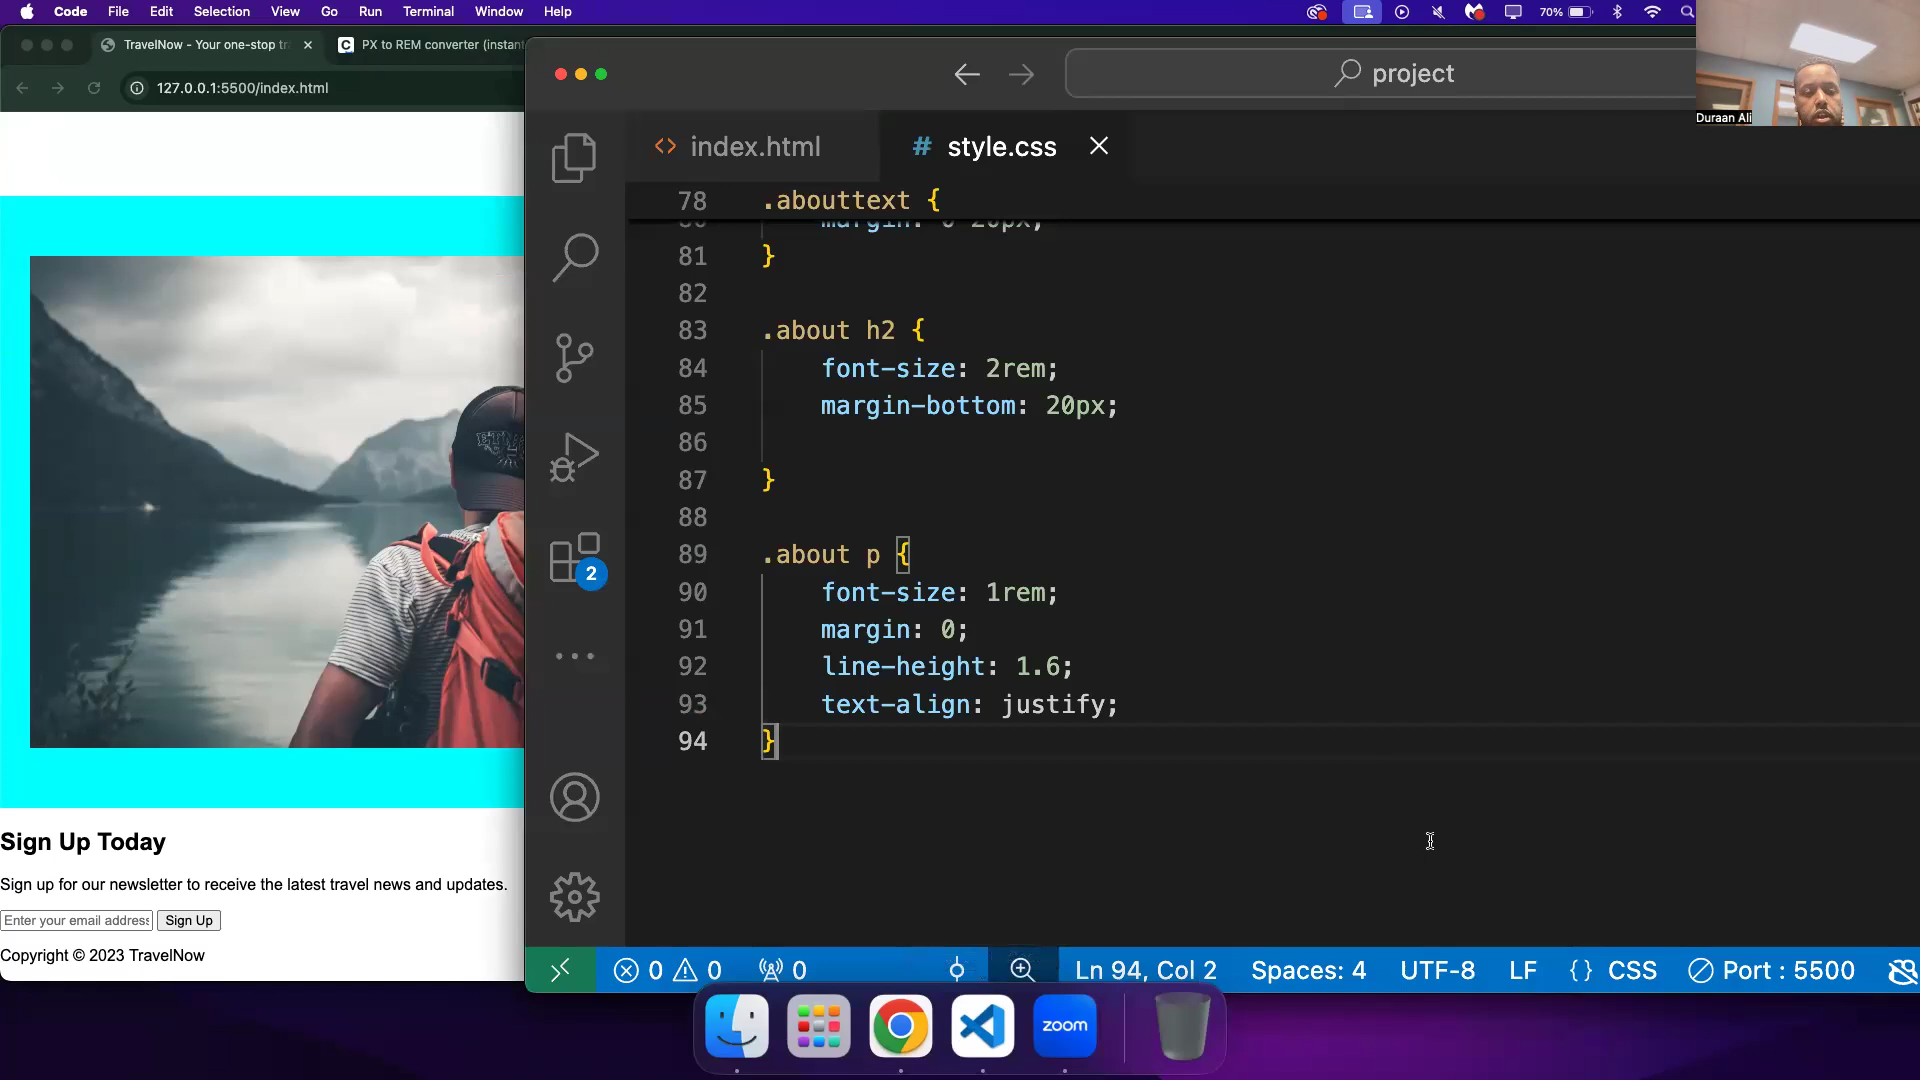 Code File Edit Selection View Go Run Terminal Window Help
70%
TravelNow - Your one-stop tr
PX to REM converter (instant
127.0.0.1:5500/index.html
project
Duraan Ali
index.html
# style.css
78 .abouttext {
80 margin: 0 20px;
81 }
82
83 .about h2 {
84 font-size: 2rem;
85 margin-bottom: 20px;
86
87 }
88
89 .about p {
90 font-size: 1rem;
91 margin: 0;
92 line-height: 1.6;
93 text-align: justify;
94 }
2
Sign Up Today
Sign up for our newsletter to receive the latest travel news and updates.
Enter your email address
Sign Up
Copyright © 2023 TravelNow
0 0 0 Ln 94, Col 2 Spaces: 4 UTF-8 LF {} CSS Port : 5500
zoom